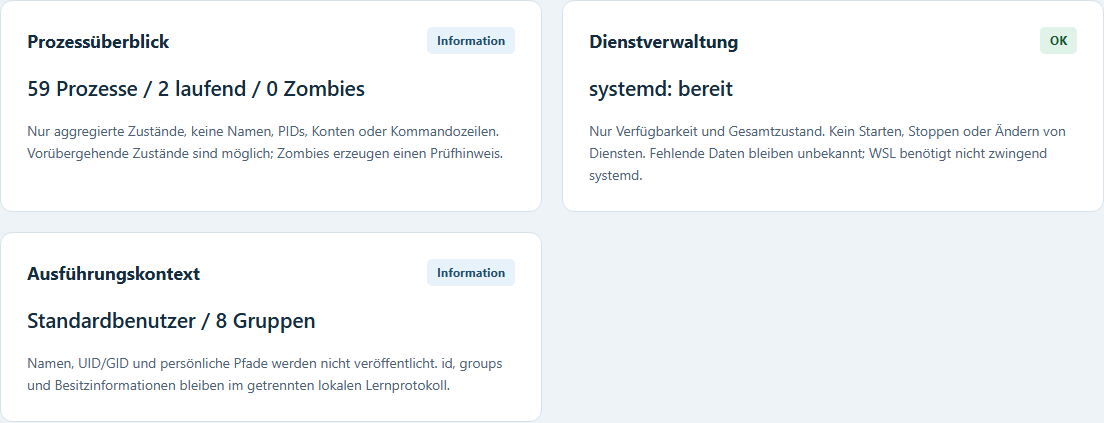 Prozessüberblick
Information
59 Prozesse / 2 laufend / 0 Zombies
Nur aggregierte Zustände, keine Namen, PIDs, Konten oder Kommandozeilen.
Vorübergehende Zustände sind möglich; Zombies erzeugen einen Prüfhinweis.
Dienstverwaltung
OK
systemd: bereit
Nur Verfügbarkeit und Gesamtzustand. Kein Starten, Stoppen oder Ändern von
Diensten. Fehlende Daten bleiben unbekannt; WSL benötigt nicht zwingend
systemd.
Ausführungskontext
Information
Standardbenutzer / 8 Gruppen
Namen, UID/GID und persönliche Pfade werden nicht veröffentlicht. id, groups
und Besitzinformationen bleiben im getrennten lokalen Lernprotokoll.